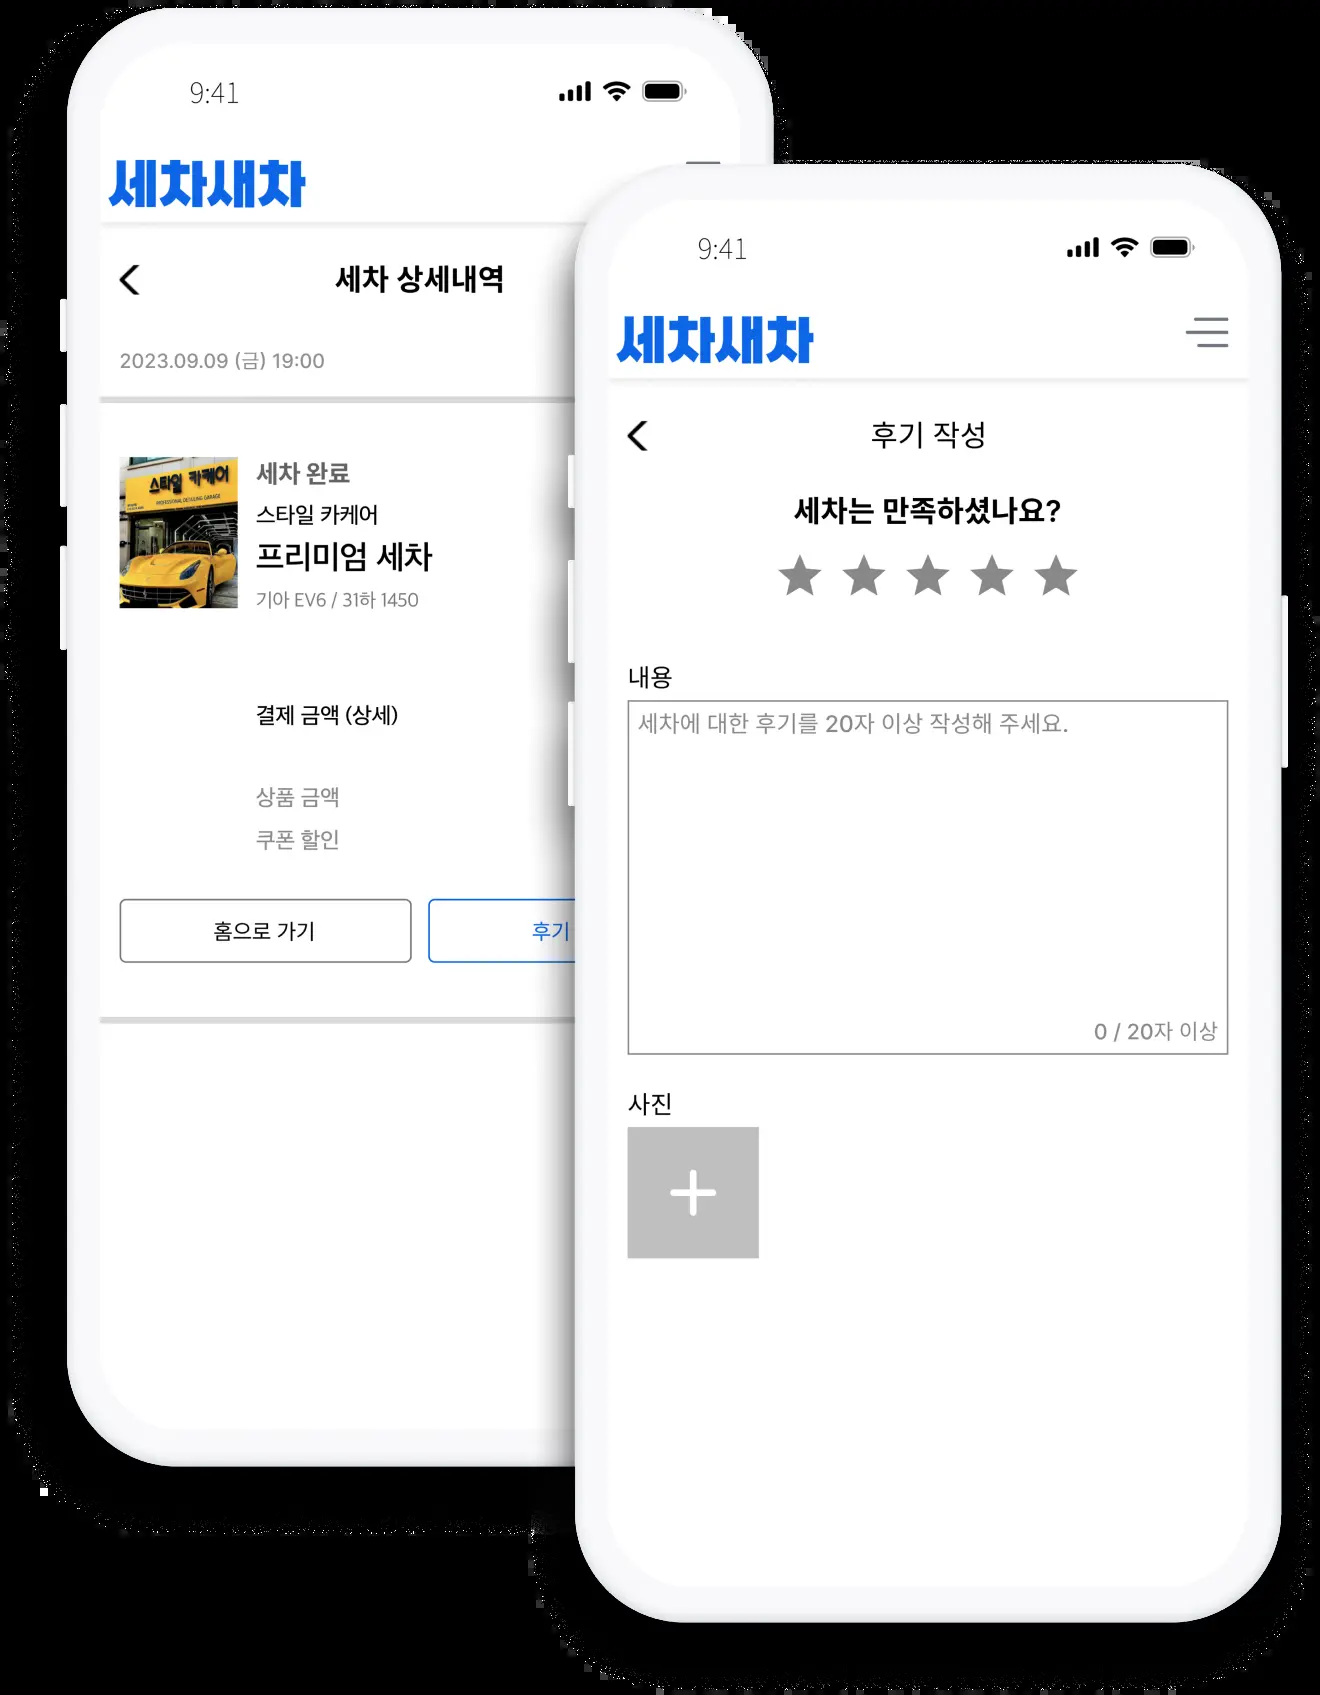 9:41
세차새차
세차 상세내역
2023.09.09 (금) 19:00
스타일 카케어
PROFESSIONAL DETAILING GARAGE
세차 완료
스타일 카케어
프리미엄 세차
기아 EV6 / 31하 1450
결제 금액 (상세)
상품 금액
쿠폰 할인
홈으로 가기
후기
9:41
세차새차
후기 작성
세차는 만족하셨나요?
내용
세차에 대한 후기를 20자 이상 작성해 주세요.
0 / 20자 이상
사진